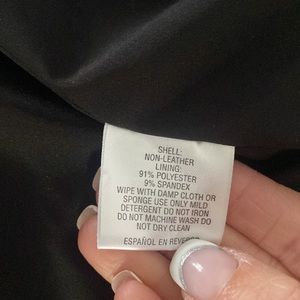 SHELL:
NON-LEATHER
LINING:
91% POLYESTER
9% SPANDEX
WIPE WITH DAMP CLOTH OR
SPONGE USE ONLY MILD
DETERGENT DO NOT IRON
DO NOT MACHINE WASH DO
NOT DRY CLEAN
ESPAÑOL EN REVERSO